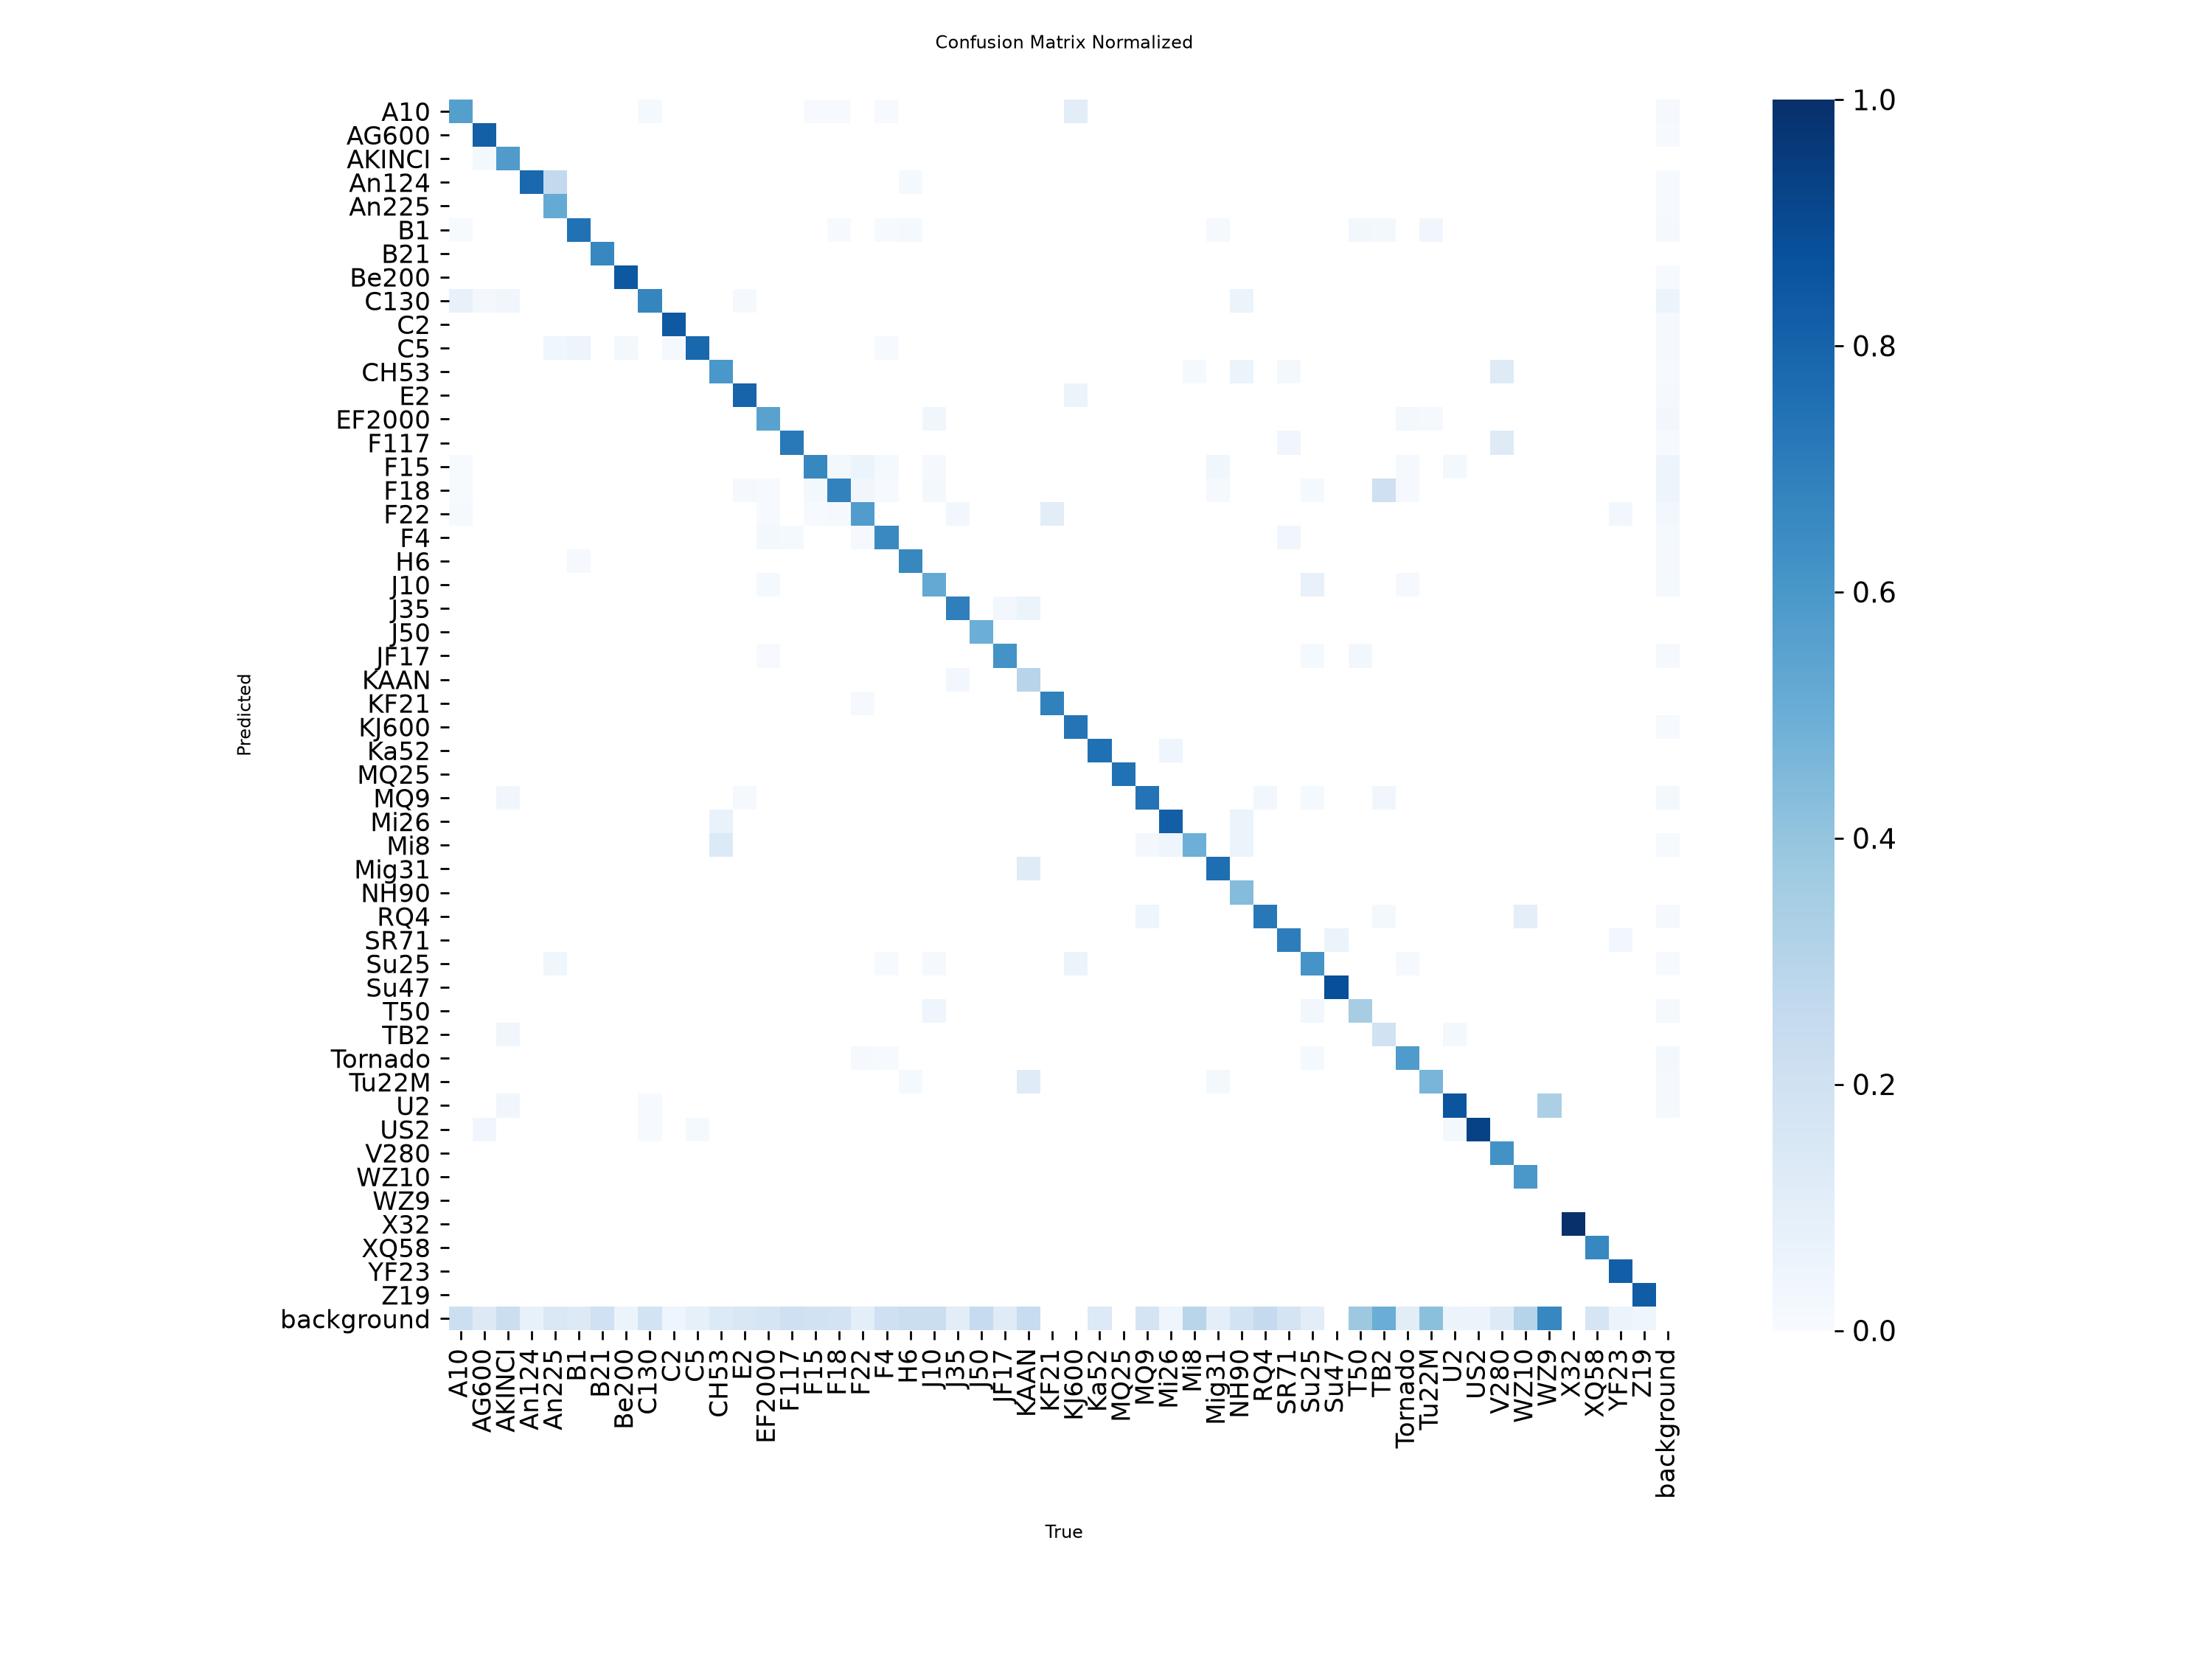 Confusion Matrix Normalized
A10
AG600
AKINCI
An124
An225
B1
B21
Be200
C130
C2
C5
CH53
E2
EF2000
F117
F15
F18
F22
F4
H6
J10
J35
J50
JF17
KAAN
KF21
KJ600
Ka52
MQ25
MQ9
Mi26
Mi8
Mig31
NH90
RQ4
SR71
Su25
Su47
T50
TB2
Tornado
Tu22M
U2
US2
V280
WZ10
WZ9
X32
XQ58
YF23
Z19
background
Predicted
A10
AG600
AKINCI
An124
An225
B1
B21
Be200
C130
C2
C5
CH53
E2
EF2000
F117
F15
F18
F22
F4
H6
J10
J35
J50
JF17
KAAN
KF21
KJ600
Ka52
MQ25
MQ9
Mi26
Mi8
Mig31
NH90
RQ4
SR71
Su25
Su47
T50
TB2
Tornado
Tu22M
U2
US2
V280
WZ10
WZ9
X32
XQ58
YF23
Z19
background
True
1.0
0.8
0.6
0.4
0.2
0.0